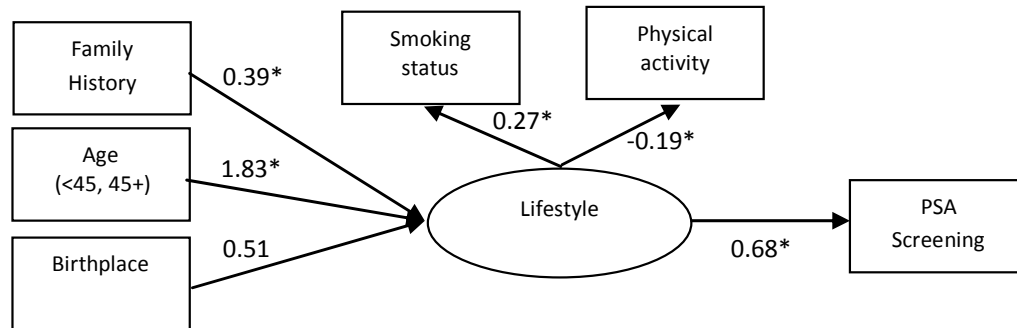 Family
History
0.39*
Smoking
status
Physical
activity
0.27*
-0.19*
Age
(<45, 45+)
1.83*
Lifestyle
PSA
Screening
0.68*
Birthplace
0.51